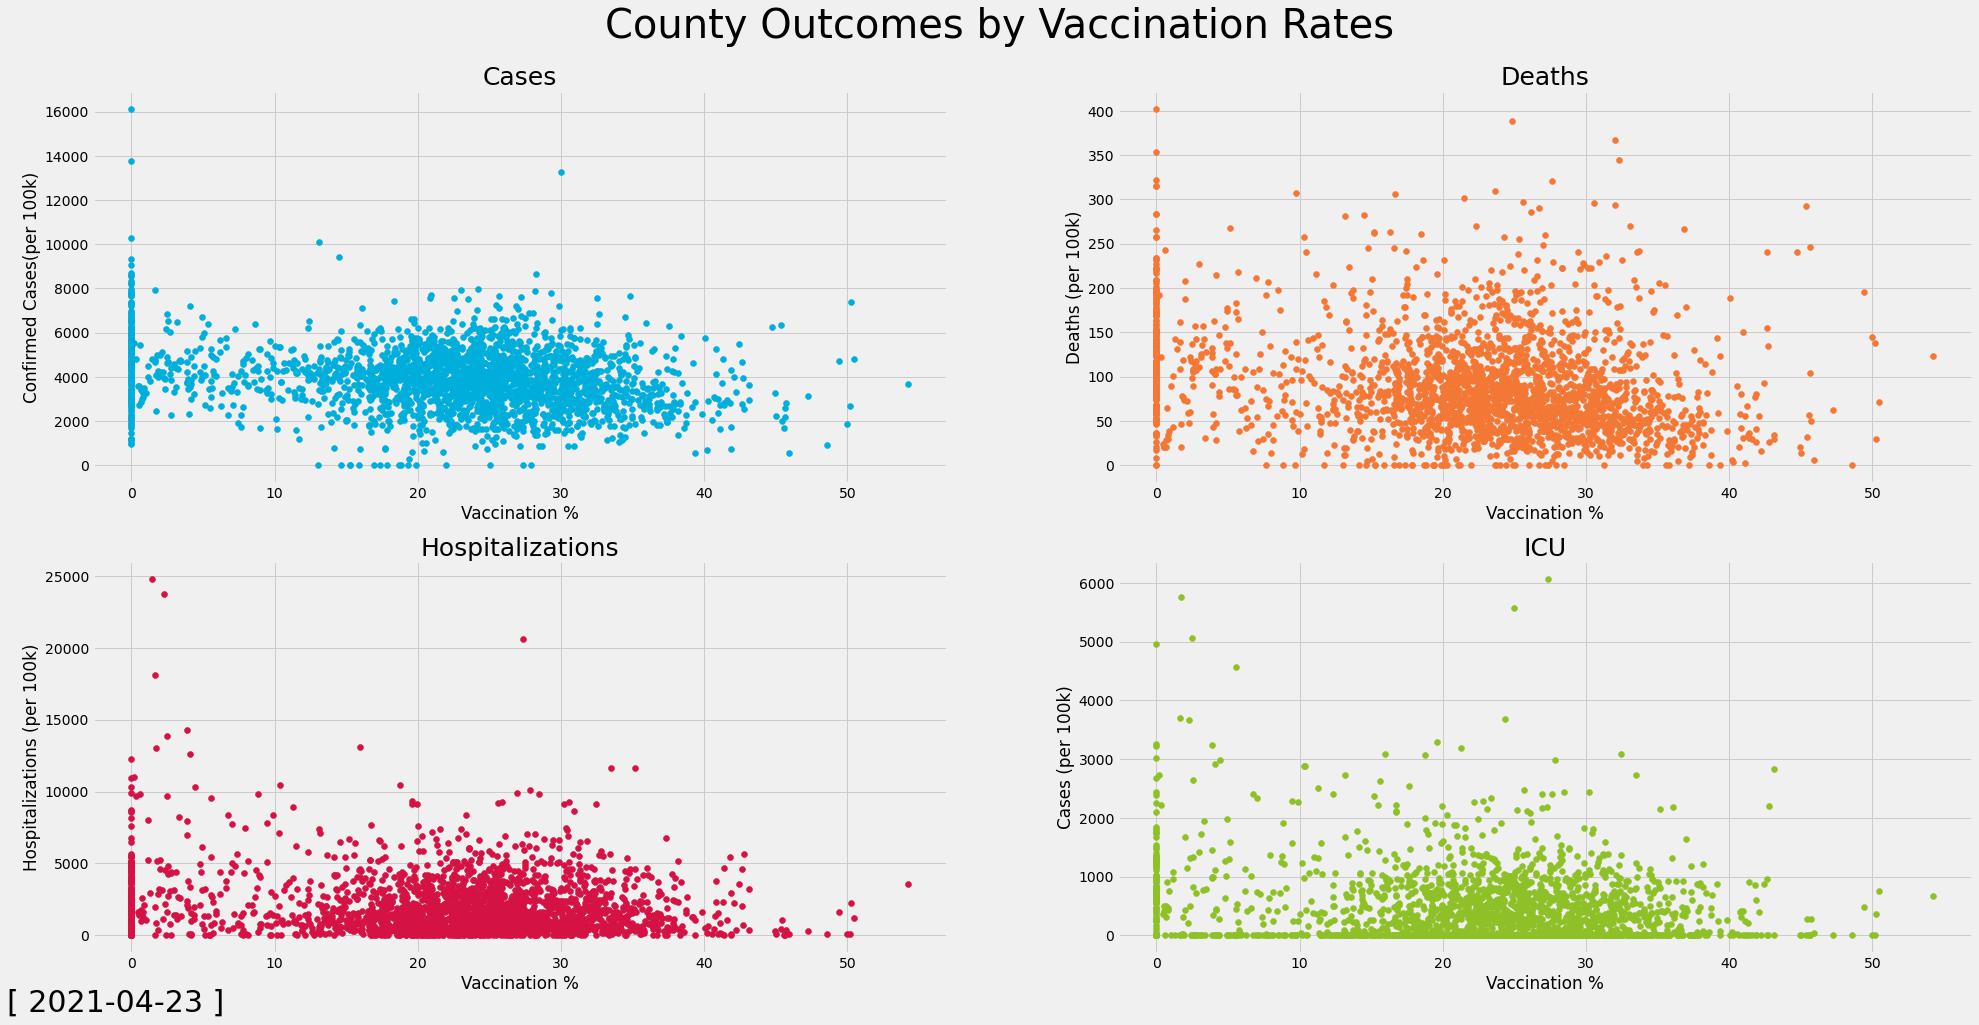 County Outcomes by Vaccination Rates
Cases
Confirmed Cases(per 100k)
16000
14000
12000
10000
8000
6000
4000
2000
0
0 10 20 30 40 50
Vaccination %
Deaths
Deaths (per 100k)
400
350
300
250
200
150
100
50
0
0 10 20 30 40 50
Vaccination %
Hospitalizations
Hospitalizations (per 100k)
25000
20000
15000
10000
5000
0
0 10 20 30 40 50
Vaccination %
ICU
Cases (per 100k)
6000
5000
4000
3000
2000
1000
0
0 10 20 30 40 50
Vaccination %
[ 2021-04-23 ]